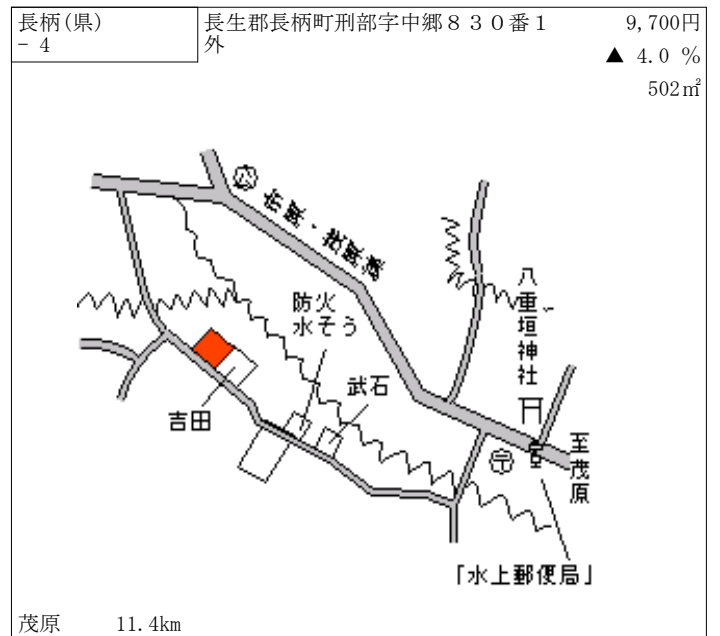 長柄(県)
- 4
長生郡長柄町刑部字中郷８３０番１
外
9,700円
▲ 4.0 %
502㎡
八重垣神社
防火
水そう
武石
吉田
至茂原
「水上郵便局」
茂原 11.4km